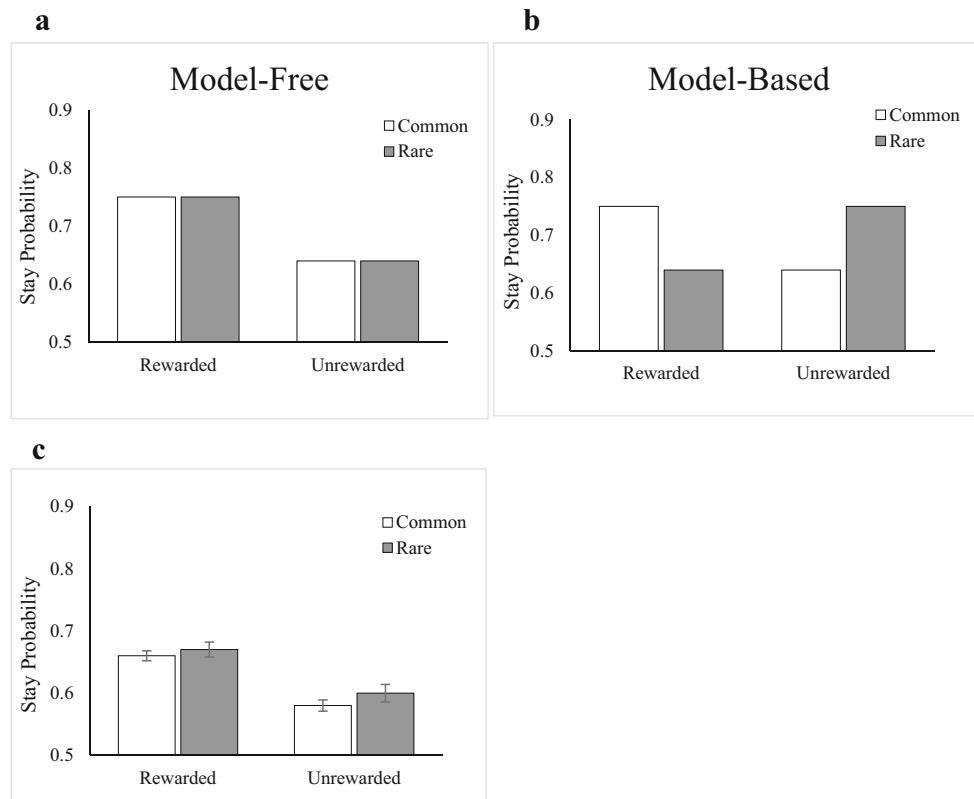 a
Model-Free
0.9
0.8
0.7
0.6
0.5
Stay Probability
Common
Rare
Rewarded Unrewarded
b
Model-Based
0.9
0.8
0.7
0.6
0.5
Stay Probability
Common
Rare
Rewarded Unrewarded
c
0.9
0.8
0.7
0.6
0.5
Stay Probability
Common
Rare
Rewarded Unrewarded